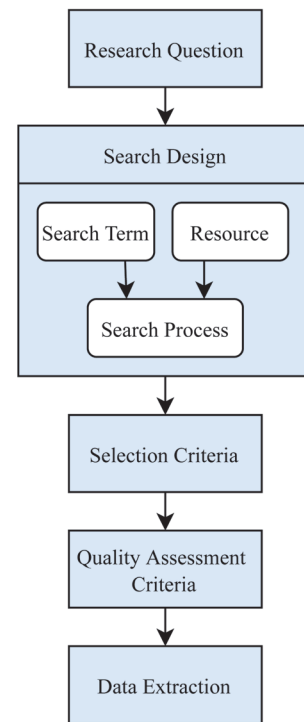 Research Question
Search Design
Search Term
Resource
Search Process
Selection Criteria
Quality Assessment
Criteria
Data Extraction